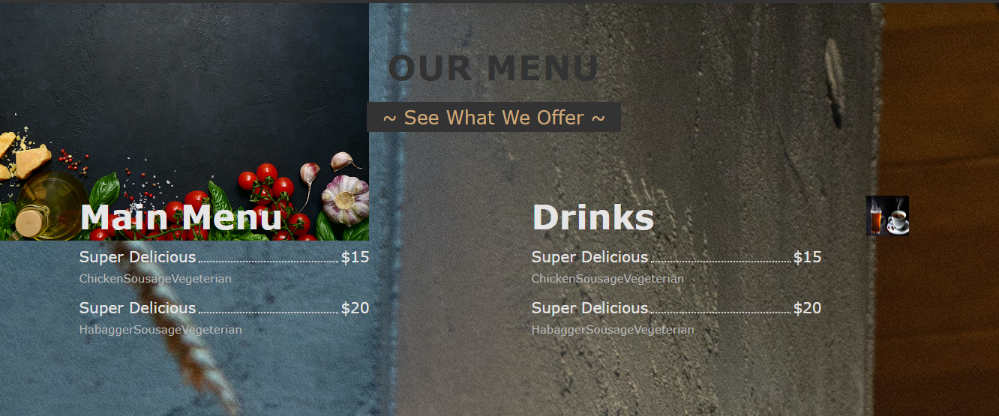 OUR MENU
~ See What We Offer ~
Main Menu
Super Delicious $15
ChickenSousageVegeterian
Super Delicious $20
HabaggerSousageVegeterian
Drinks
Super Delicious $15
ChickenSousageVegeterian
Super Delicious $20
HabaggerSousageVegeterian